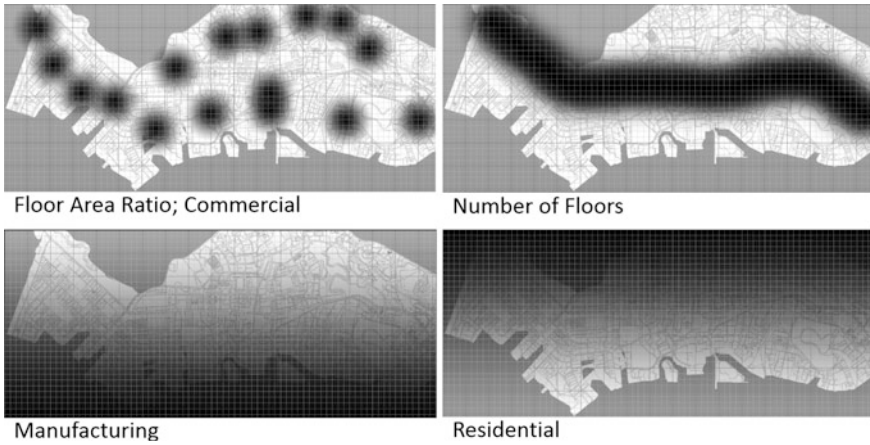 Floor Area Ratio; Commercial
Number of Floors
Manufacturing
Residential